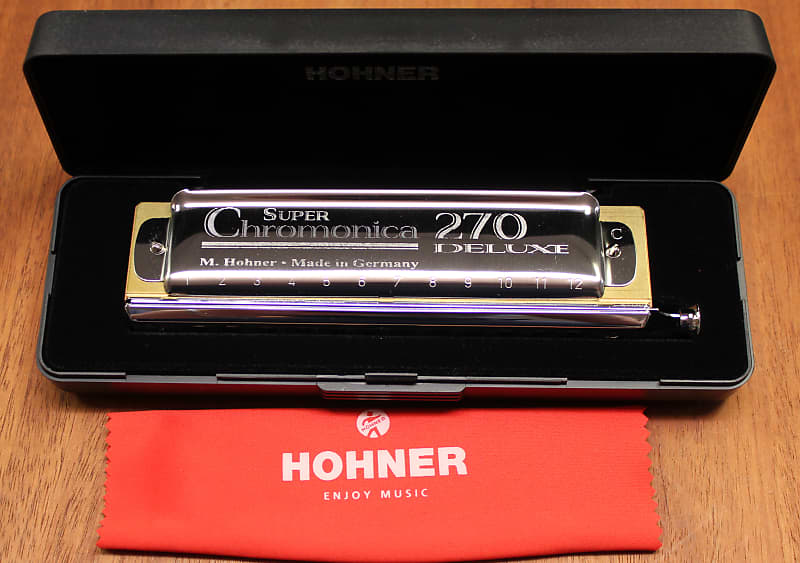 HOHNER
SUPER
Chromonica 270
DELUXE
C
M. Hohner • Made in Germany
1 2 3 4 5 6 7 8 9 10 11 12
HOHNER
HOHNER
ENJOY MUSIC